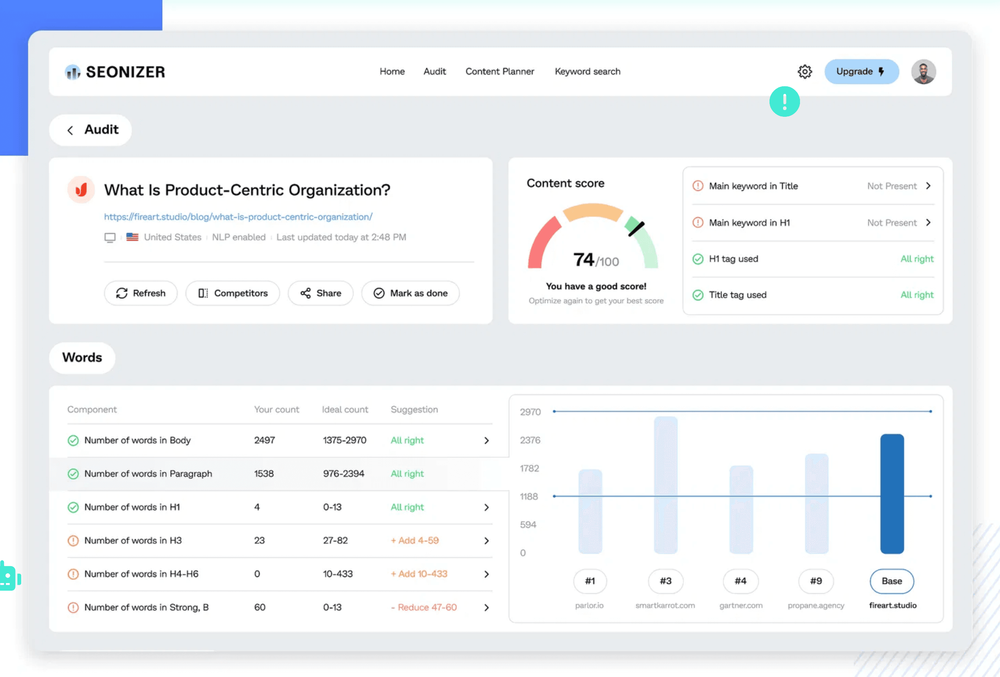 SEONIZER
Home Audit Content Planner Keyword search
Upgrade
!
Audit
What Is Product-Centric Organization?
https://fireart.studio/blog/what-is-product-centric-organization/
United States NLP enabled Last updated today at 2:48 PM
Refresh Competitors Share Mark as done
Content score
74/100
You have a good score!
Optimize again to get your best score
Main keyword in Title Not Present
Main keyword in H1 Not Present
H1 tag used All right
Title tag used All right
Words
Component Your count Ideal count Suggestion
Number of words in Body 2497 1375-2970 All right
Number of words in Paragraph 1538 976-2394 All right
Number of words in H1 4 0-13 All right
Number of words in H3 23 27-82 + Add 4-59
Number of words in H4-H6 0 10-433 + Add 10-433
Number of words in Strong, B 60 0-13 - Reduce 47-60
2970
2376
1782
1188
594
0
#1 #3 #4 #9 Base
parlor.io smartkarrot.com gartner.com propane.agency fireart.studio